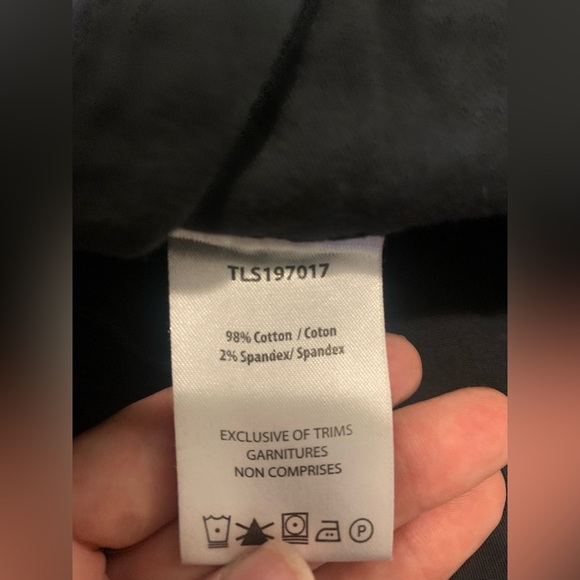 TLS197017
98% Cotton / Coton
2% Spandex/ Spandex
EXCLUSIVE OF TRIMS
GARNITURES
NON COMPRISES
P